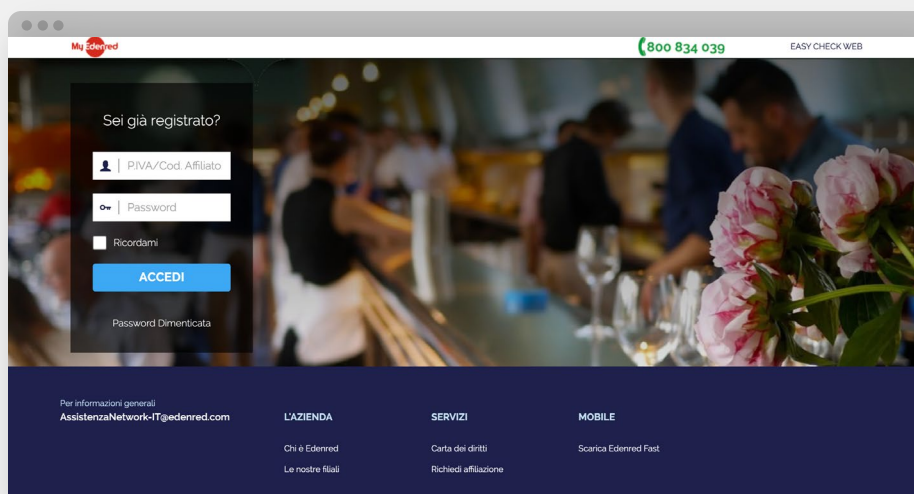 My Edenred
800 834 039
EASY CHECK WEB
Sei già registrato?
P.IVA/Cod. Affiliato
Password
Ricordami
ACCEDI
Password Dimenticata
Per informazioni generali
AssistenzaNetwork-IT@edenred.com
L'AZIENDA
Chi è Edenred
Le nostre filiali
SERVIZI
Carta dei diritti
Richiedi affiliazione
MOBILE
Scarica Edenred Fast